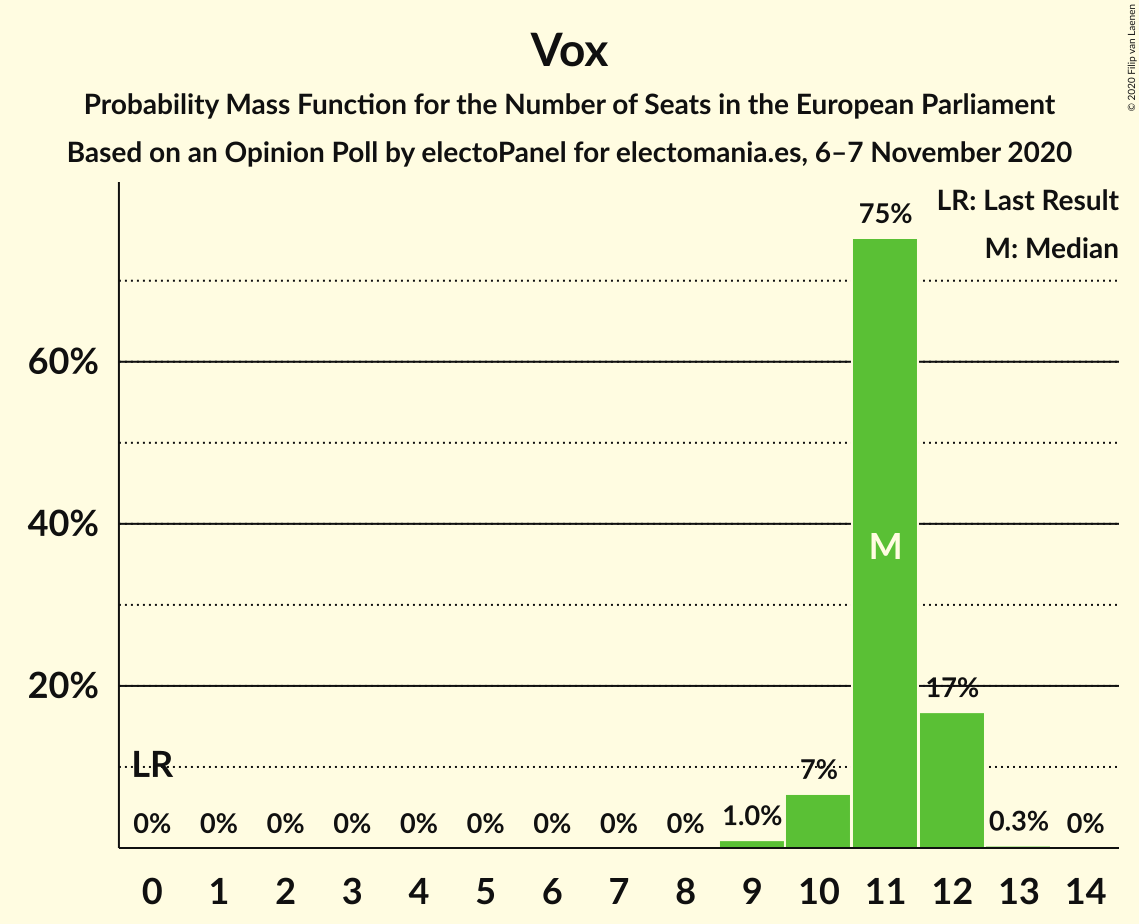 Vox
Probability Mass Function for the Number of Seats in the European Parliament
Based on an Opinion Poll by electoPanel for electomania.es, 6–7 November 2020
© 2020 Filip van Laenen
LR: Last Result
M: Median
75%
60%
40%
M
20%
17%
LR
7%
0% 0% 0% 0% 0% 0% 0% 0% 0% 1.0% 0.3% 0%
0 1 2 3 4 5 6 7 8 9 10 11 12 13 14